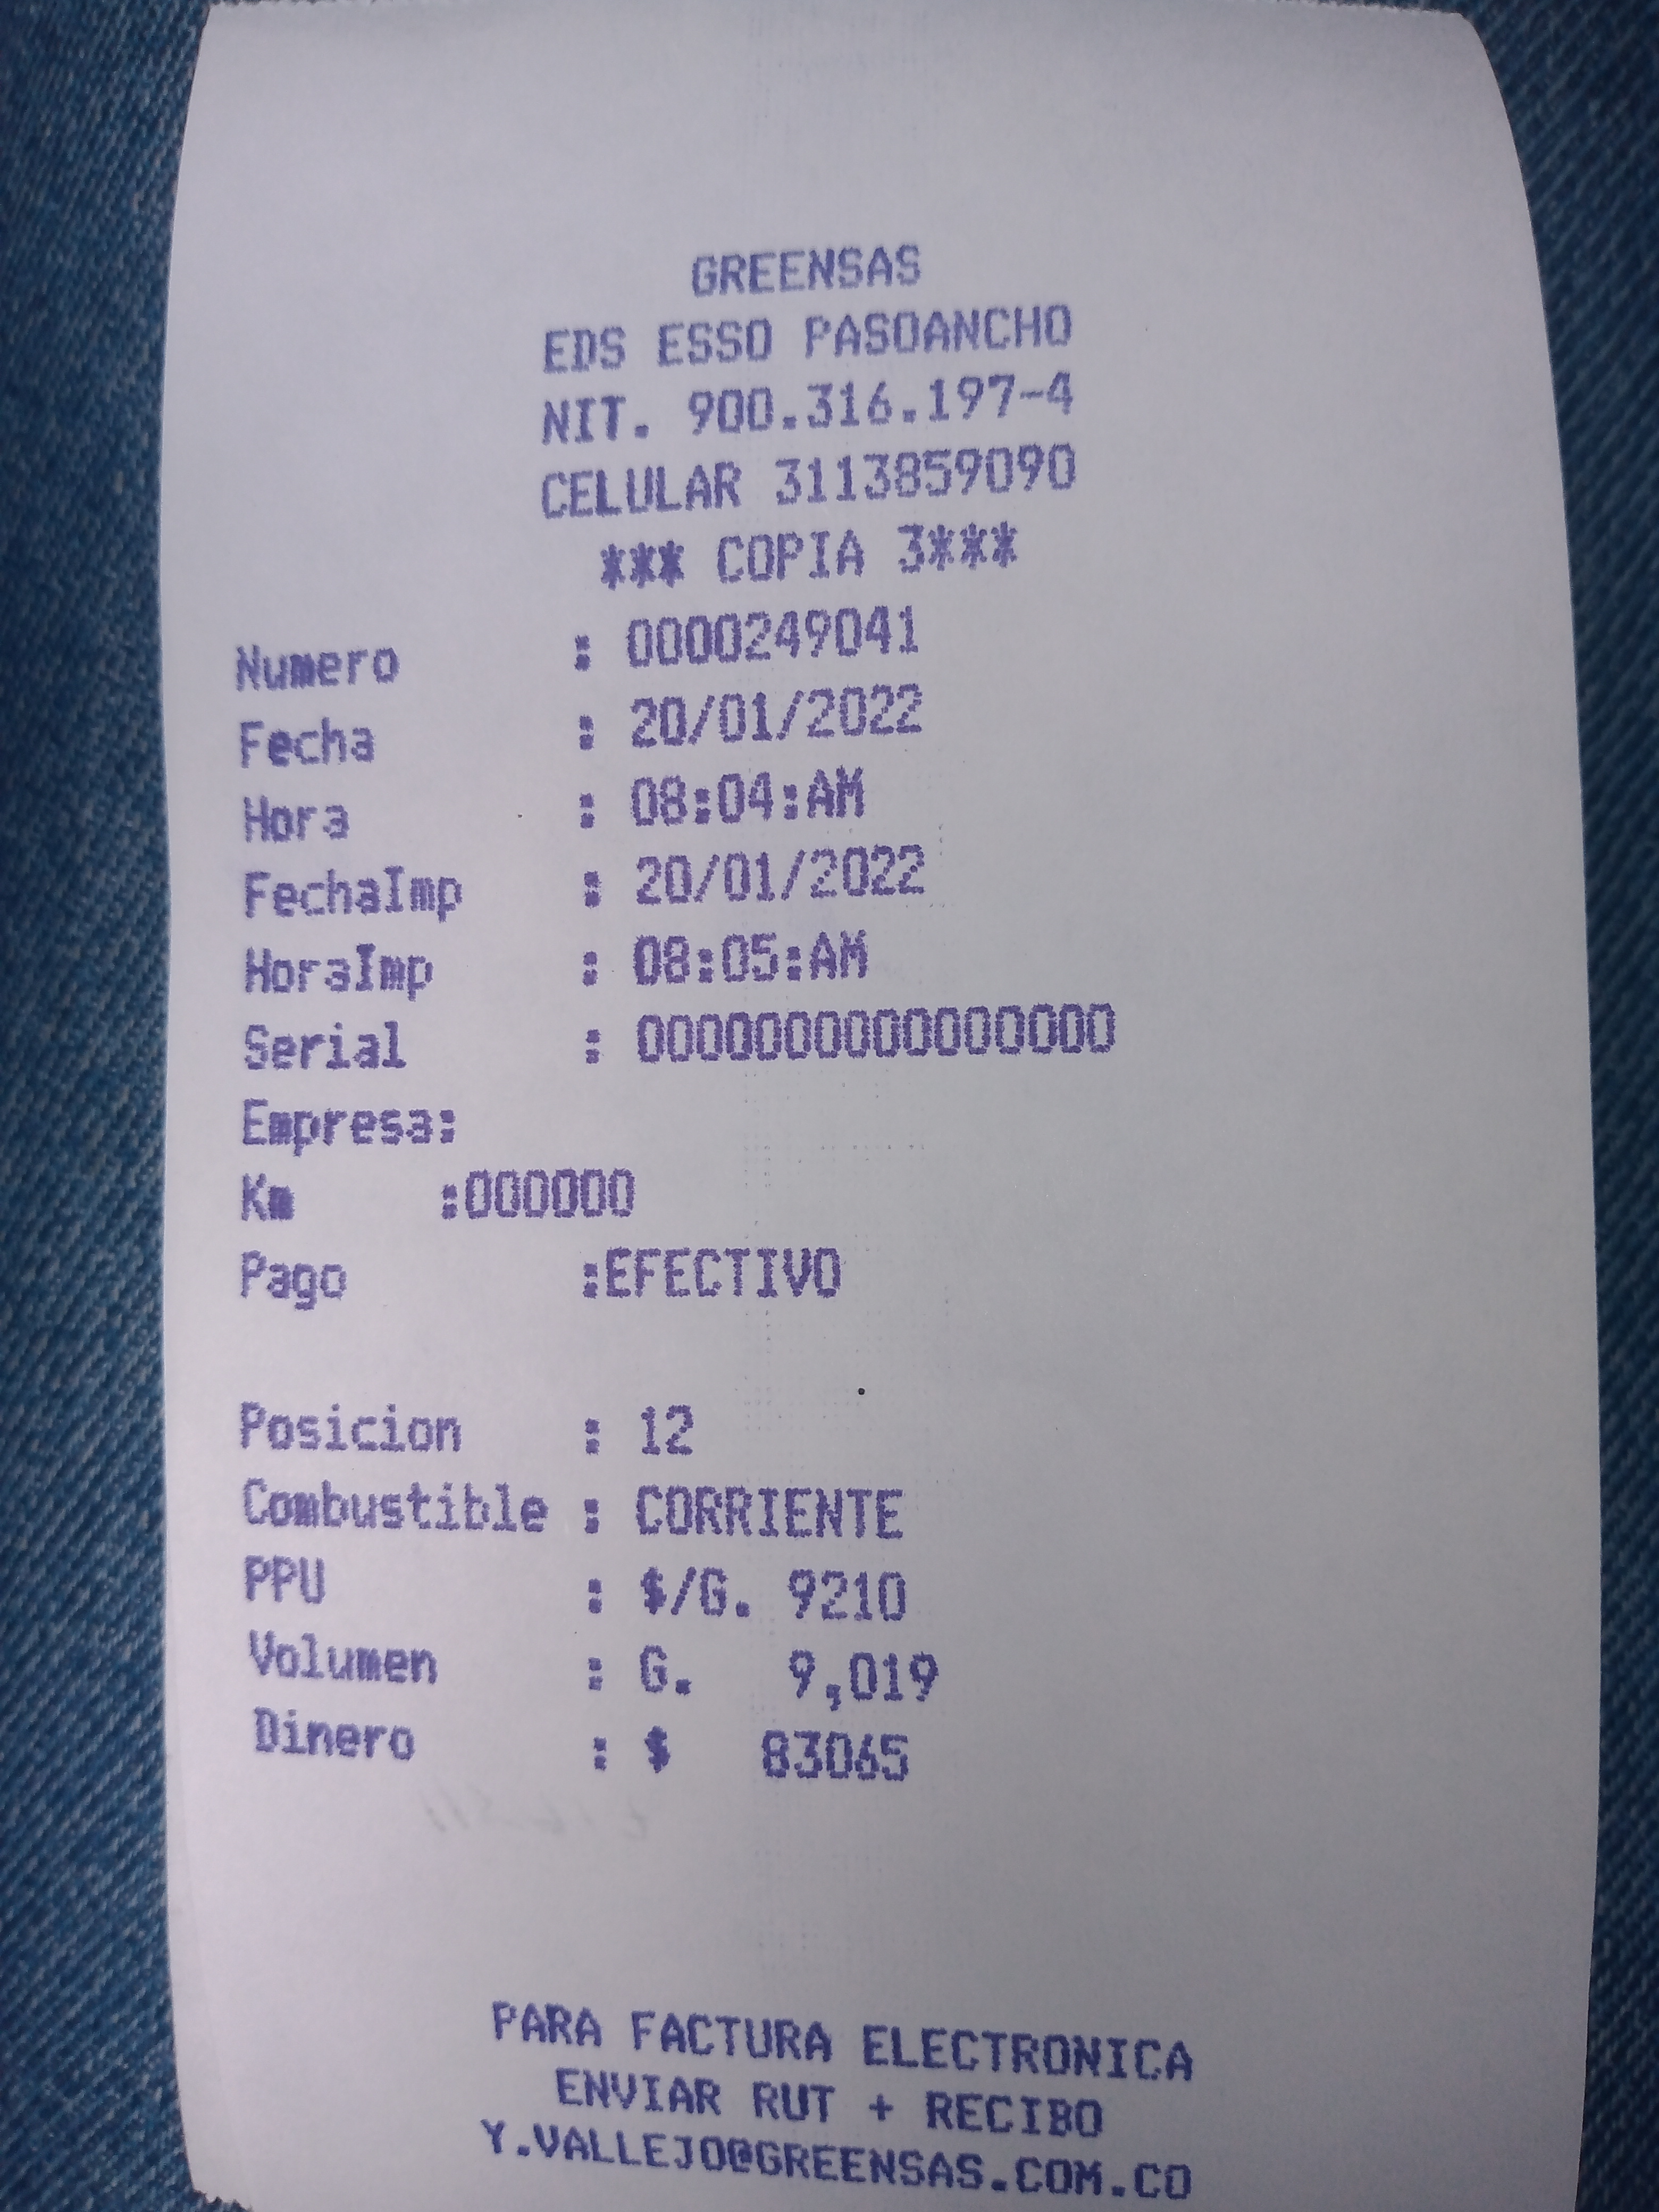 GREENSAS
EDS ESSO PASOANCHO
NIT. 900.316.197-4
CELULAR 3113859090
*** COPIA 3***
Numero : 0000249041
Fecha : 20/01/2022
Hora : 08:04:AM
FechaImp : 20/01/2022
HoraImp : 08:05:AM
Serial : 0000000000000000
Empresa:
Km :000000
Pago :EFECTIVO
Posicion : 12
Combustible : CORRIENTE
PPU : $/G. 9210
Volumen : G. 9,019
Dinero : $ 83065
PARA FACTURA ELECTRONICA
ENVIAR RUT + RECIBO
Y.VALLEJO@GREENSAS.COM.CO